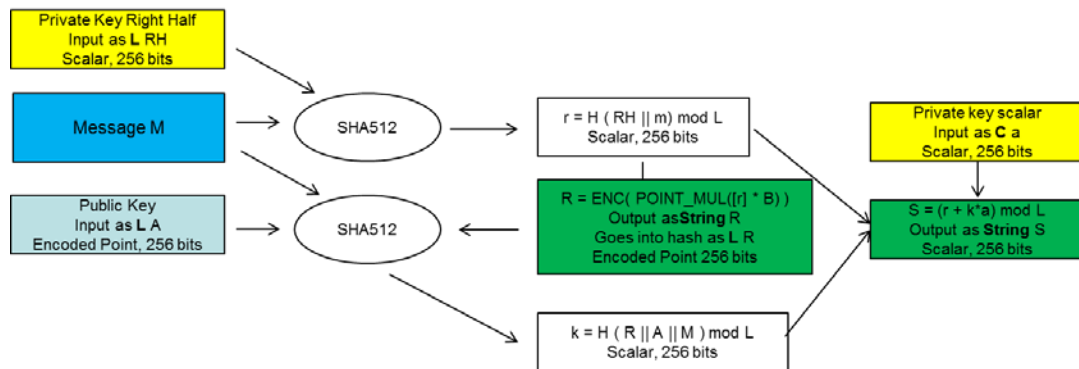 Private Key Right Half
Input as L RH
Scalar, 256 bits
Message M
Public Key
Input as L A
Encoded Point, 256 bits
SHA512
SHA512
r = H ( RH || m) mod L
Scalar, 256 bits
R = ENC( POINT_MUL([r] * B) )
Output asString R
Goes into hash as L R
Encoded Point 256 bits
k = H ( R || A || M ) mod L
Scalar, 256 bits
Private key scalar
Input as C a
Scalar, 256 bits
S = (r + k*a) mod L
Output as String S
Scalar, 256 bits